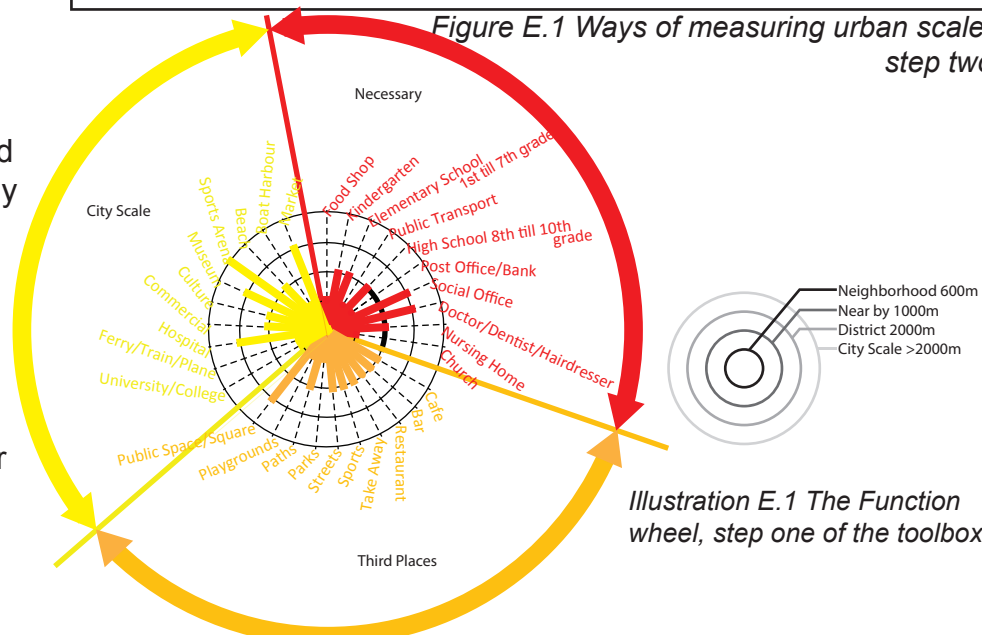 Figure E.1 Ways of measuring urban scale
step two
d
y
r
Necessary
Food Shop
Kindergarten
Elementary School
1st till 7th grade
Public Transport
High School 8th till 10th
grade
Post Office/Bank
Social Office
Doctor/Dentist/Hairdresser
Nursing Home
Church
City Scale
Market
Boat Harbour
Beach
Sports Arena
Museum
Culture
Commercial
Hospital
Ferry/Train/Plane
University/College
Third Places
Cafe
Bar
Restaurant
Take Away
Sports
Streets
Parks
Paths
Playgrounds
Public Space/Square
Neighborhood 600m
Near by 1000m
District 2000m
City Scale >2000m
Illustration E.1 The Function
wheel, step one of the toolbox